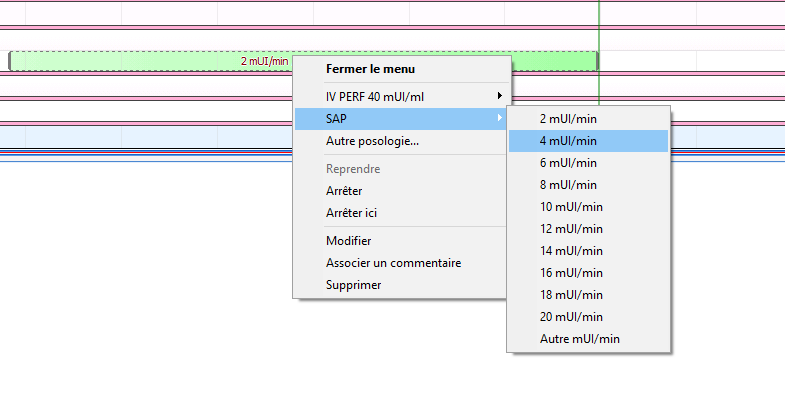 2 mUI/min
Fermer le menu
IV PERF 40 mUI/ml
SAP
Autre posologie...
Reprendre
Arrêter
Arrêter ici
Modifier
Associer un commentaire
Supprimer
2 mUI/min
4 mUI/min
6 mUI/min
8 mUI/min
10 mUI/min
12 mUI/min
14 mUI/min
16 mUI/min
18 mUI/min
20 mUI/min
Autre mUI/min